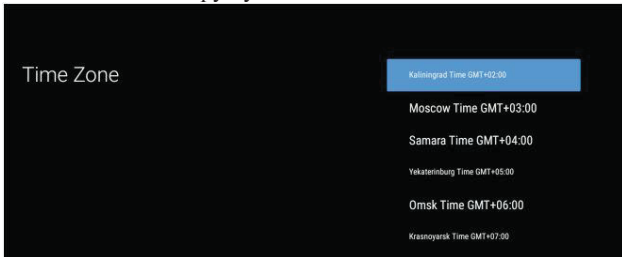 Time Zone
Kaliningrad Time GMT+02:00
Moscow Time GMT+03:00
Samara Time GMT+04:00
Yekaterinburg Time GMT+05:00
Omsk Time GMT+06:00
Krasnoyarsk Time GMT+07:00